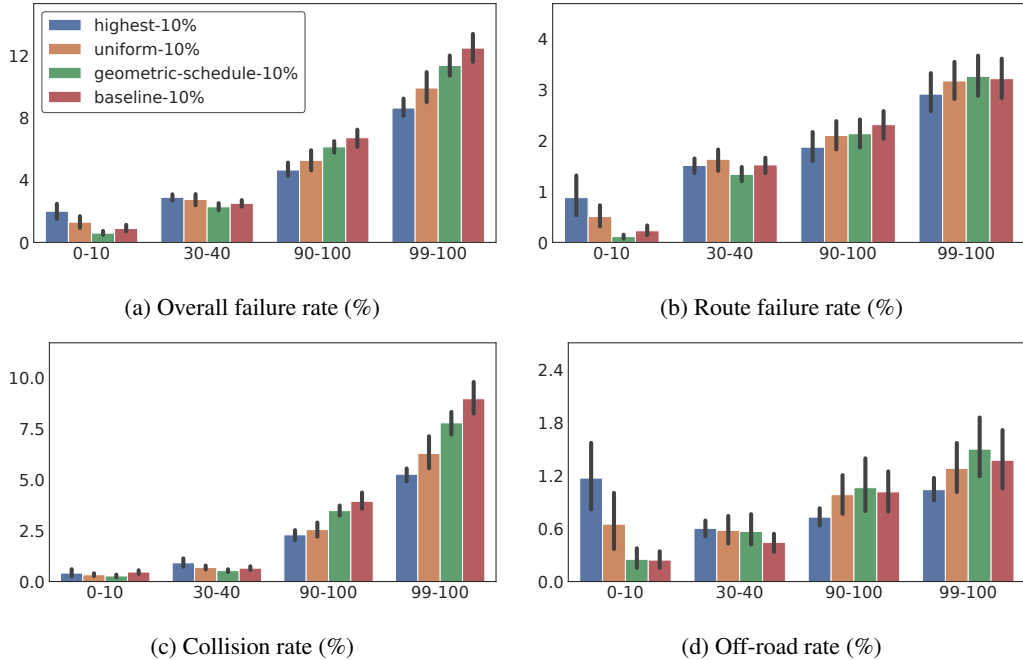 highest-10%
uniform-10%
geometric-schedule-10%
baseline-10%
12
8
4
0
0-10 30-40 90-100 99-100
(a) Overall failure rate (%)
4
3
2
1
0
0-10 30-40 90-100 99-100
(b) Route failure rate (%)
10.0
7.5
5.0
2.5
0.0
0-10 30-40 90-100 99-100
(c) Collision rate (%)
2.4
1.8
1.2
0.6
0.0
0-10 30-40 90-100 99-100
(d) Off-road rate (%)